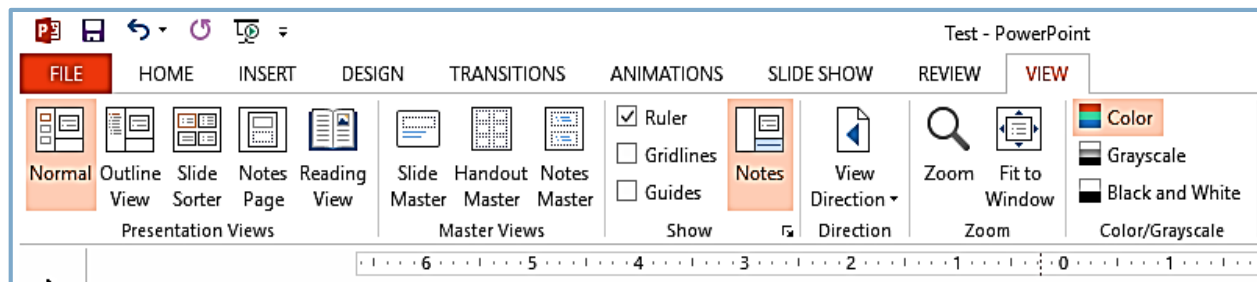 Test - PowerPoint
FILE HOME INSERT DESIGN TRANSITIONS ANIMATIONS SLIDE SHOW REVIEW VIEW
Normal
Outline View
Slide Sorter
Notes Page
Reading View
Presentation Views
Slide Master
Handout Master
Notes Master
Master Views
Ruler
Gridlines
Guides
Notes
Show
View Direction
Direction
Zoom
Fit to Window
Zoom
Color
Grayscale
Black and White
Color/Grayscale
6 5 4 3 2 1 0 1